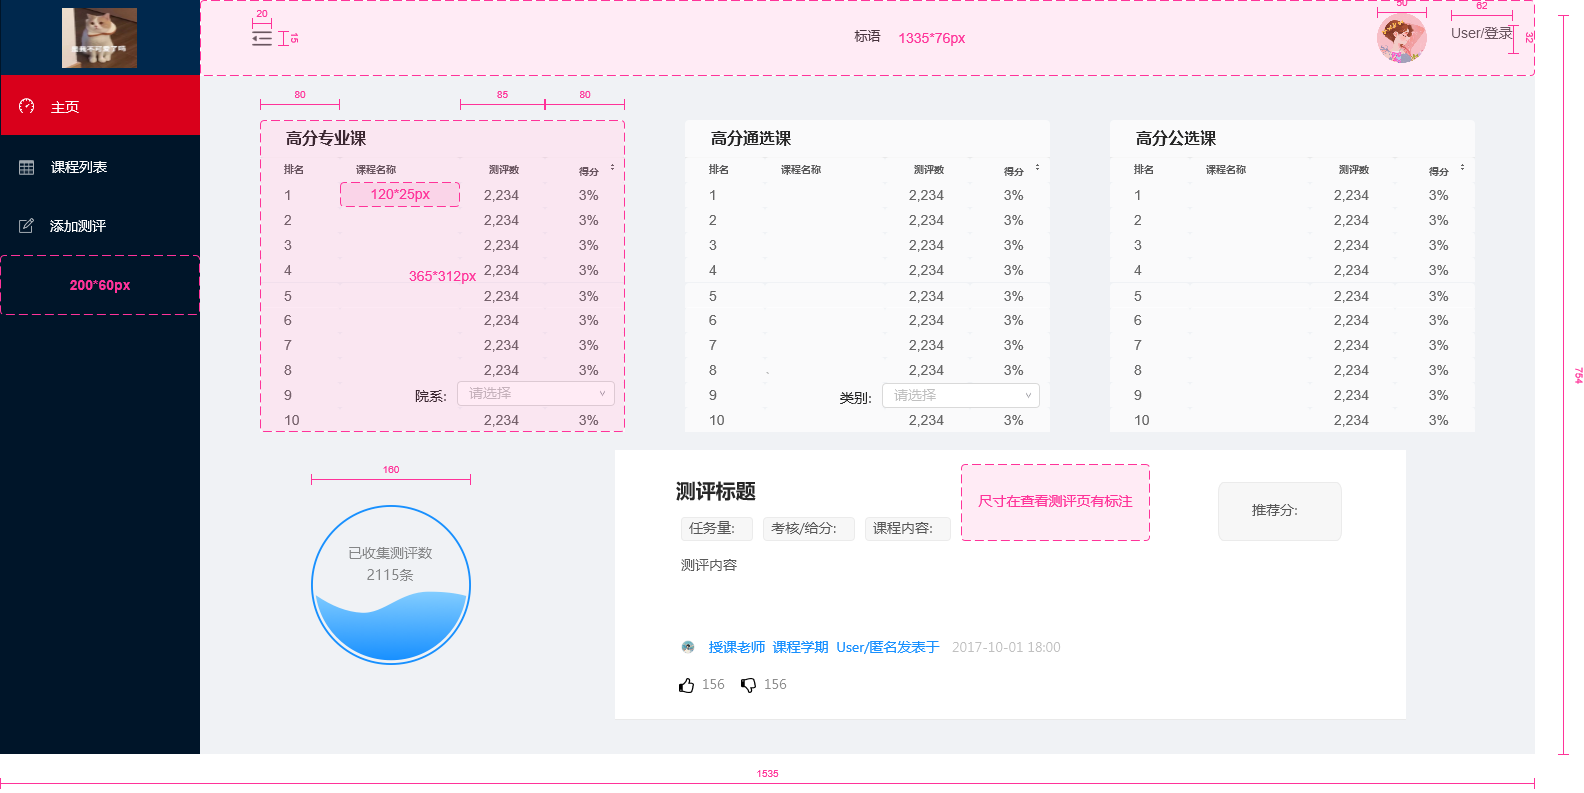 20
15
标语
1335*76px
50
62
User/登录
32
主页
课程列表
添加测评
200*60px
80
85
80
高分专业课
排名 课程名称 测评数 得分
1 120*25px 2,234 3%
2 2,234 3%
3 2,234 3%
4 2,234 3%
365*312px
5 2,234 3%
6 2,234 3%
7 2,234 3%
8 2,234 3%
9 院系: 请选择
10 2,234 3%
高分通选课
排名 课程名称 测评数 得分
1 2,234 3%
2 2,234 3%
3 2,234 3%
4 2,234 3%
5 2,234 3%
6 2,234 3%
7 2,234 3%
8 2,234 3%
9 类别: 请选择
10 2,234 3%
高分公选课
排名 课程名称 测评数 得分
1 2,234 3%
2 2,234 3%
3 2,234 3%
4 2,234 3%
5 2,234 3%
6 2,234 3%
7 2,234 3%
8 2,234 3%
9 2,234 3%
10 2,234 3%
160
已收集测评数
2115条
测评标题
尺寸在查看测评页有标注
推荐分:
任务量: 考核/给分: 课程内容:
测评内容
授课老师 课程学期 User/匿名发表于 2017-10-01 18:00
156 156
754
1535